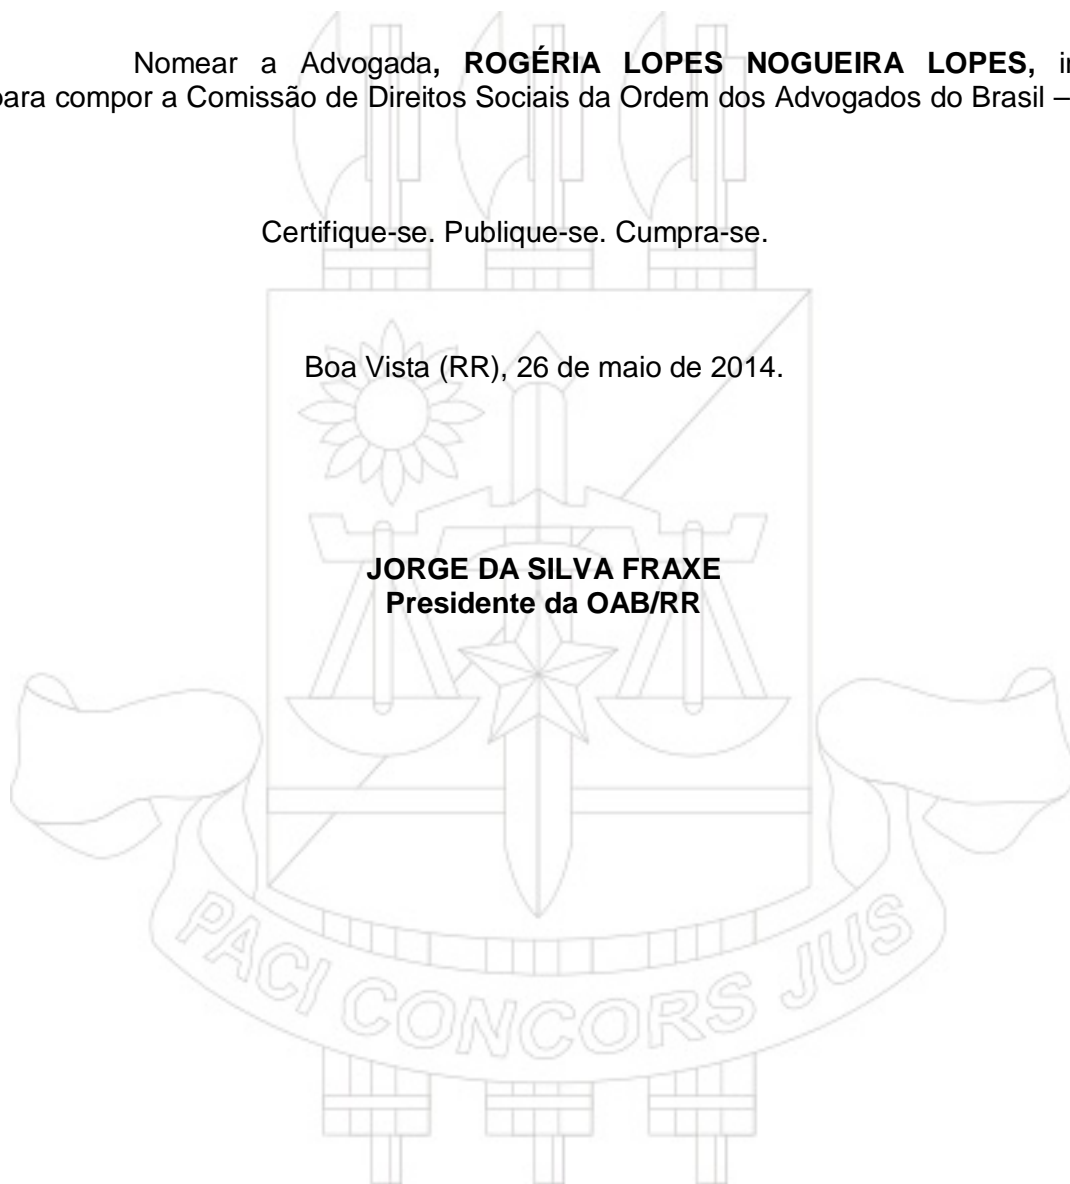 Nomear a Advogada, ROGÉRIA LOPES NOGUEIRA LOPES,
para compor a Comissão de Direitos Sociais da Ordem dos Advogados do Brasil –
Certifique-se. Publique-se. Cumpra-se.
Boa Vista (RR), 26 de maio de 2014.
JORGE DA SILVA FRAXE
Presidente da OAB/RR
PACI CONCORS JUS